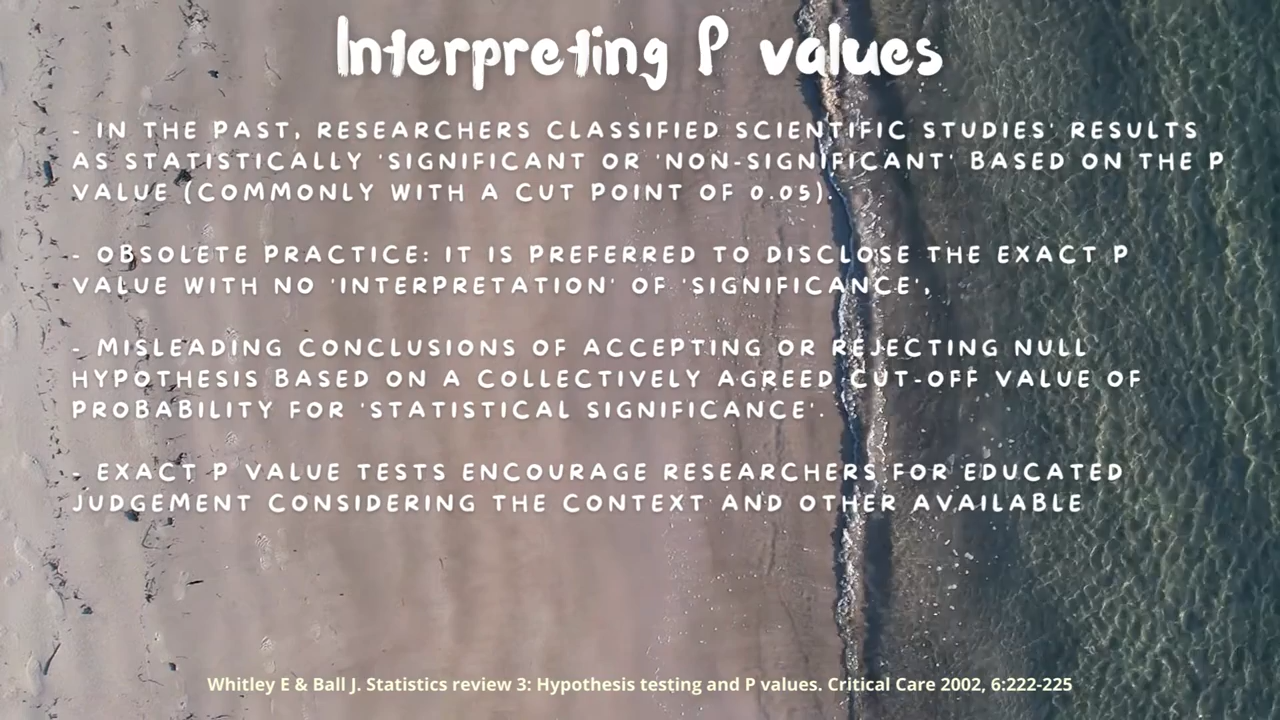 Interpreting P values
- IN THE PAST, RESEARCHERS CLASSIFIED SCIENTIFIC STUDIES' RESULTS
AS STATISTICALLY 'SIGNIFICANT OR 'NON-SIGNIFICANT' BASED ON THE P
VALUE (COMMONLY WITH A CUT POINT OF 0.05).
- OBSOLETE PRACTICE: IT IS PREFERRED TO DISCLOSE THE EXACT P
VALUE WITH NO 'INTERPRETATION' OF 'SIGNIFICANCE',
- MISLEADING CONCLUSIONS OF ACCEPTING OR REJECTING NULL
HYPOTHESIS BASED ON A COLLECTIVELY AGREED CUT-OFF VALUE OF
PROBABILITY FOR 'STATISTICAL SIGNIFICANCE'.
- EXACT P VALUE TESTS ENCOURAGE RESEARCHERS FOR EDUCATED
JUDGEMENT CONSIDERING THE CONTEXT AND OTHER AVAILABLE
Whitley E & Ball J. Statistics review 3: Hypothesis testing and P values. Critical Care 2002, 6:222-225